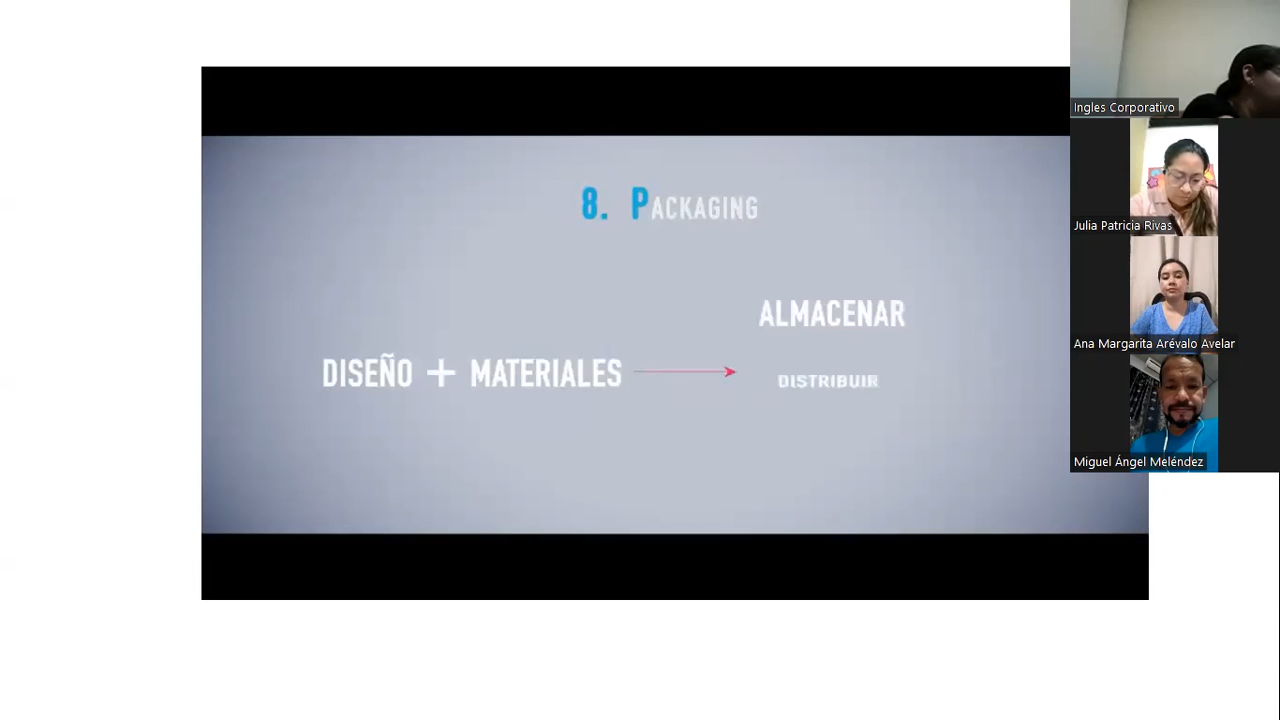 8. PACKAGING
ALMACENAR
DISEÑO + MATERIALES
DISTRIBUIR
Ingles Corporativo
Julia Patricia Rivas
Ana Margarita Arévalo Avelar
Miguel Ángel Meléndez